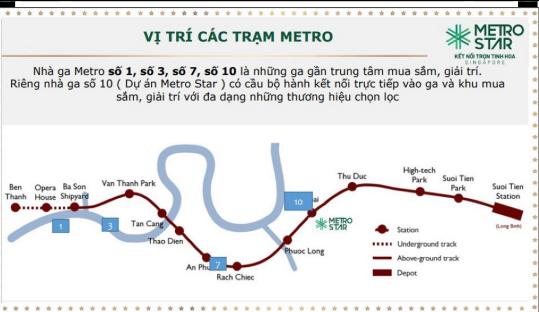 VỊ TRÍ CÁC TRẠM METRO
METRO
STAR
KẾT NỐI TRỌN TINH HOA
SINGAPORE
Nhà ga Metro số 1, số 3, số 7, số 10 là những ga gần trung tâm mua sắm, giải trí.
Riêng nhà ga số 10 ( Dự án Metro Star ) có cầu bộ hành kết nối trực tiếp vào ga và khu mua
sắm, giải trí với đa dạng những thương hiệu chọn lọc
Ben
Thanh
Opera
House
Ba Son
Shipyard
Van Thanh Park
Tan Cang
Thao Dien
An Phu
Rach Chiec
Phuoc Long
Thu Duc
High-tech
Park
Suoi Tien
Park
Suoi Tien
Station
(Long Binh)
1
3
7
10
METRO
STAR
Station
Underground track
Above-ground track
Depot